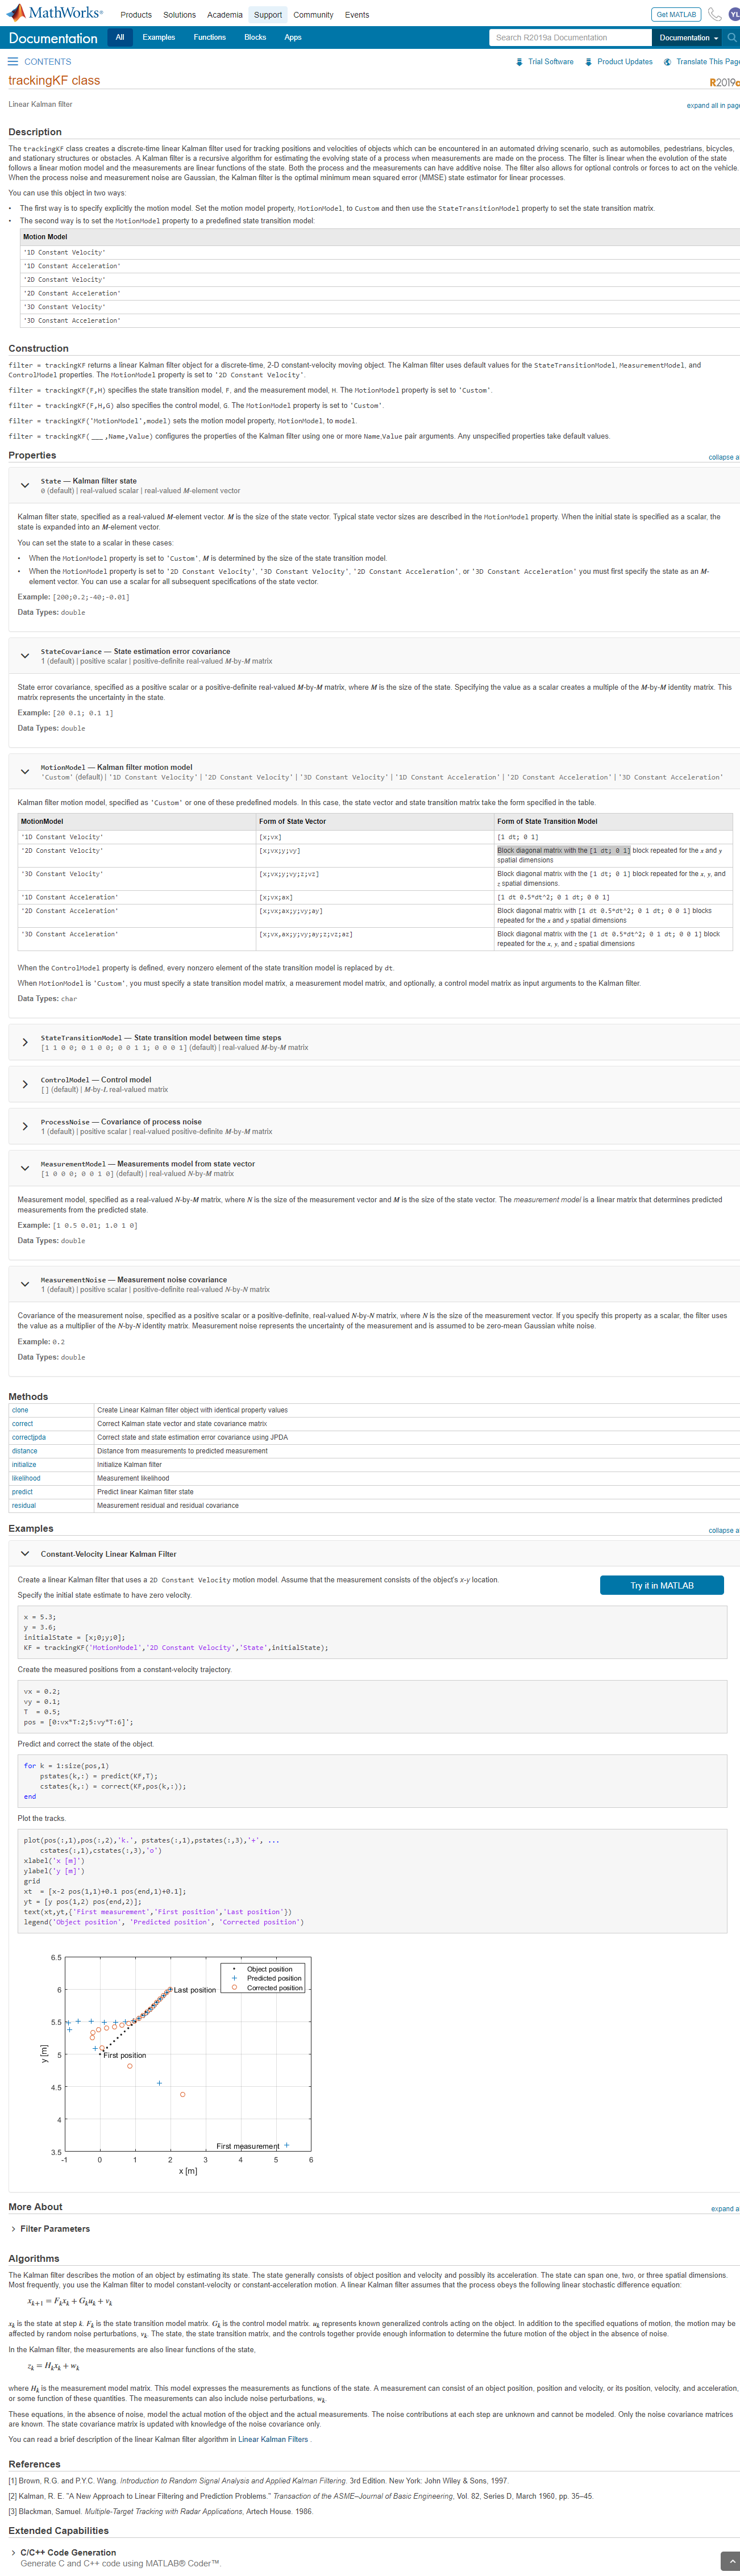 MathWorks®
Products Solutions Academia Support Community Events
Get MATLAB
YL
Documentation
All Examples Functions Blocks Apps
Search R2019a Documentation
Documentation
CONTENTS
Trial Software Product Updates Translate This Page
trackingKF class
R2019a
Linear Kalman filter
expand all in page
Description
The trackingKF class creates a discrete-time linear Kalman filter used for tracking positions and velocities of objects which can be encountered in an automated driving scenario, such as automobiles, pedestrians, bicycles,
and stationary structures or obstacles. A Kalman filter is a recursive algorithm for estimating the evolving state of a process when measurements are made on the process. The filter is linear when the evolution of the state
follows a linear motion model and the measurements are linear functions of the state. Both the process and the measurements can have additive noise. The filter also allows for optional controls or forces to act on the vehicle.
When the process noise and measurement noise are Gaussian, the Kalman filter is the optimal minimum mean squared error (MMSE) state estimator for linear processes.
You can use this object in two ways:
• The first way is to specify explicitly the motion model. Set the motion model property, MotionModel, to Custom and then use the StateTransitionModel property to set the state transition matrix.
• The second way is to set the MotionModel property to a predefined state transition model:
Motion Model
'1D Constant Velocity'
'1D Constant Acceleration'
'2D Constant Velocity'
'2D Constant Acceleration'
'3D Constant Velocity'
'3D Constant Acceleration'
Construction
filter = trackingKF returns a linear Kalman filter object for a discrete-time, 2-D constant-velocity moving object. The Kalman filter uses default values for the StateTransitionModel, MeasurementModel, and
ControlModel properties. The MotionModel property is set to '2D Constant Velocity'.
filter = trackingKF(F,H) specifies the state transition model, F, and the measurement model, H. The MotionModel property is set to 'Custom'.
filter = trackingKF(F,H,G) also specifies the control model, G. The MotionModel property is set to 'Custom'.
filter = trackingKF('MotionModel',model) sets the motion model property, MotionModel, to model.
filter = trackingKF( ___ ,Name,Value) configures the properties of the Kalman filter using one or more Name,Value pair arguments. Any unspecified properties take default values.
Properties
collapse a
State — Kalman filter state
0 (default) | real-valued scalar | real-valued M-element vector
Kalman filter state, specified as a real-valued M-element vector. M is the size of the state vector. Typical state vector sizes are described in the MotionModel property. When the initial state is specified as a scalar, the
state is expanded into an M-element vector.
You can set the state to a scalar in these cases:
• When the MotionModel property is set to 'Custom', M is determined by the size of the state transition model.
• When the MotionModel property is set to '2D Constant Velocity', '3D Constant Velocity', '2D Constant Acceleration', or '3D Constant Acceleration' you must first specify the state as an M-
element vector. You can use a scalar for all subsequent specifications of the state vector.
Example: [200;0.2;-40;-0.01]
Data Types: double
StateCovariance — State estimation error covariance
1 (default) | positive scalar | positive-definite real-valued M-by-M matrix
State error covariance, specified as a positive scalar or a positive-definite real-valued M-by-M matrix, where M is the size of the state. Specifying the value as a scalar creates a multiple of the M-by-M identity matrix. This
matrix represents the uncertainty in the state.
Example: [20 0.1; 0.1 1]
Data Types: double
MotionModel — Kalman filter motion model
'Custom' (default) | '1D Constant Velocity' | '2D Constant Velocity' | '3D Constant Velocity' | '1D Constant Acceleration' | '2D Constant Acceleration' | '3D Constant Acceleration'
Kalman filter motion model, specified as 'Custom' or one of these predefined models. In this case, the state vector and state transition matrix take the form specified in the table.
MotionModel Form of State Vector Form of State Transition Model
'1D Constant Velocity' [x;vx] [1 dt; 0 1]
'2D Constant Velocity' [x;vx;y;vy] Block diagonal matrix with the [1 dt; 0 1] block repeated for the x and y
spatial dimensions
'3D Constant Velocity' [x;vx;y;vy;z;vz] Block diagonal matrix with the [1 dt; 0 1] block repeated for the x, y, and
z spatial dimensions.
'1D Constant Acceleration' [x;vx;ax] [1 dt 0.5*dt^2; 0 1 dt; 0 0 1]
'2D Constant Acceleration' [x;vx;ax;y;vy;ay] Block diagonal matrix with [1 dt 0.5*dt^2; 0 1 dt; 0 0 1] blocks
repeated for the x and y spatial dimensions
'3D Constant Acceleration' [x;vx,ax;y;vy;ay;z;vz;az] Block diagonal matrix with the [1 dt 0.5*dt^2; 0 1 dt; 0 0 1] block
repeated for the x, y, and z spatial dimensions
When the ControlModel property is defined, every nonzero element of the state transition model is replaced by dt.
When MotionModel is 'Custom', you must specify a state transition model matrix, a measurement model matrix, and optionally, a control model matrix as input arguments to the Kalman filter.
Data Types: char
StateTransitionModel — State transition model between time steps
[1 1 0 0; 0 1 0 0; 0 0 1 1; 0 0 0 1] (default) | real-valued M-by-M matrix
ControlModel — Control model
[] (default) | M-by-L real-valued matrix
ProcessNoise — Covariance of process noise
1 (default) | positive scalar | real-valued positive-definite M-by-M matrix
MeasurementModel — Measurements model from state vector
[1 0 0 0; 0 0 1 0] (default) | real-valued N-by-M matrix
Measurement model, specified as a real-valued N-by-M matrix, where N is the size of the measurement vector and M is the size of the state vector. The measurement model is a linear matrix that determines predicted
measurements from the predicted state.
Example: [1 0.5 0.01; 1.0 1 0]
Data Types: double
MeasurementNoise — Measurement noise covariance
1 (default) | positive scalar | positive-definite real-valued N-by-N matrix
Covariance of the measurement noise, specified as a positive scalar or a positive-definite, real-valued N-by-N matrix, where N is the size of the measurement vector. If you specify this property as a scalar, the filter uses
the value as a multiplier of the N-by-N identity matrix. Measurement noise represents the uncertainty of the measurement and is assumed to be zero-mean Gaussian white noise.
Example: 0.2
Data Types: double
Methods
clone Create Linear Kalman filter object with identical property values
correct Correct Kalman state vector and state covariance matrix
correctjpda Correct state and state estimation error covariance using JPDA
distance Distance from measurements to predicted measurement
initialize Initialize Kalman filter
likelihood Measurement likelihood
predict Predict linear Kalman filter state
residual Measurement residual and residual covariance
Examples
collapse a
Constant-Velocity Linear Kalman Filter
Create a linear Kalman filter that uses a 2D Constant Velocity motion model. Assume that the measurement consists of the object's x-y location.
Try it in MATLAB
Specify the initial state estimate to have zero velocity.
x = 5.3;
y = 3.6;
initialState = [x;0;y;0];
KF = trackingKF('MotionModel','2D Constant Velocity','State',initialState);
Create the measured positions from a constant-velocity trajectory.
vx = 0.2;
vy = 0.1;
T  = 0.5;
pos = [0:vx*T:2;5:vy*T:6]';
Predict and correct the state of the object.
for k = 1:size(pos,1)
    pstates(k,:) = predict(KF,T);
    cstates(k,:) = correct(KF,pos(k,:));
end
Plot the tracks.
plot(pos(:,1),pos(:,2),'k.', pstates(:,1),pstates(:,3),'+', ...
    cstates(:,1),cstates(:,3),'o')
xlabel('x [m]')
ylabel('y [m]')
grid
xt  = [x-2 pos(1,1)+0.1 pos(end,1)+0.1];
yt = [y pos(1,2) pos(end,2)];
text(xt,yt,{'First measurement','First position','Last position'})
legend('Object position', 'Predicted position', 'Corrected position')
6.5
Object position
Predicted position
Corrected position
6
Last position
5.5
5
First position
y [m]
4.5
4
First measurement
3.5
-1 0 1 2 3 4 5 6
x [m]
More About
expand a
Filter Parameters
Algorithms
The Kalman filter describes the motion of an object by estimating its state. The state generally consists of object position and velocity and possibly its acceleration. The state can span one, two, or three spatial dimensions.
Most frequently, you use the Kalman filter to model constant-velocity or constant-acceleration motion. A linear Kalman filter assumes that the process obeys the following linear stochastic difference equation:
x_{k+1} = F_k x_k + G_k u_k + v_k
x_k is the state at step k. F_k is the state transition model matrix. G_k is the control model matrix. u_k represents known generalized controls acting on the object. In addition to the specified equations of motion, the motion may be
affected by random noise perturbations, v_k. The state, the state transition matrix, and the controls together provide enough information to determine the future motion of the object in the absence of noise.
In the Kalman filter, the measurements are also linear functions of the state,
z_k = H_k x_k + w_k
where H_k is the measurement model matrix. This model expresses the measurements as functions of the state. A measurement can consist of an object position, position and velocity, or its position, velocity, and acceleration,
or some function of these quantities. The measurements can also include noise perturbations, w_k.
These equations, in the absence of noise, model the actual motion of the object and the actual measurements. The noise contributions at each step are unknown and cannot be modeled. Only the noise covariance matrices
are known. The state covariance matrix is updated with knowledge of the noise covariance only.
You can read a brief description of the linear Kalman filter algorithm in Linear Kalman Filters .
References
[1] Brown, R.G. and P.Y.C. Wang. Introduction to Random Signal Analysis and Applied Kalman Filtering. 3rd Edition. New York: John Wiley & Sons, 1997.
[2] Kalman, R. E. "A New Approach to Linear Filtering and Prediction Problems." Transaction of the ASME–Journal of Basic Engineering, Vol. 82, Series D, March 1960, pp. 35–45.
[3] Blackman, Samuel. Multiple-Target Tracking with Radar Applications, Artech House. 1986.
Extended Capabilities
C/C++ Code Generation
Generate C and C++ code using MATLAB® Coder™.